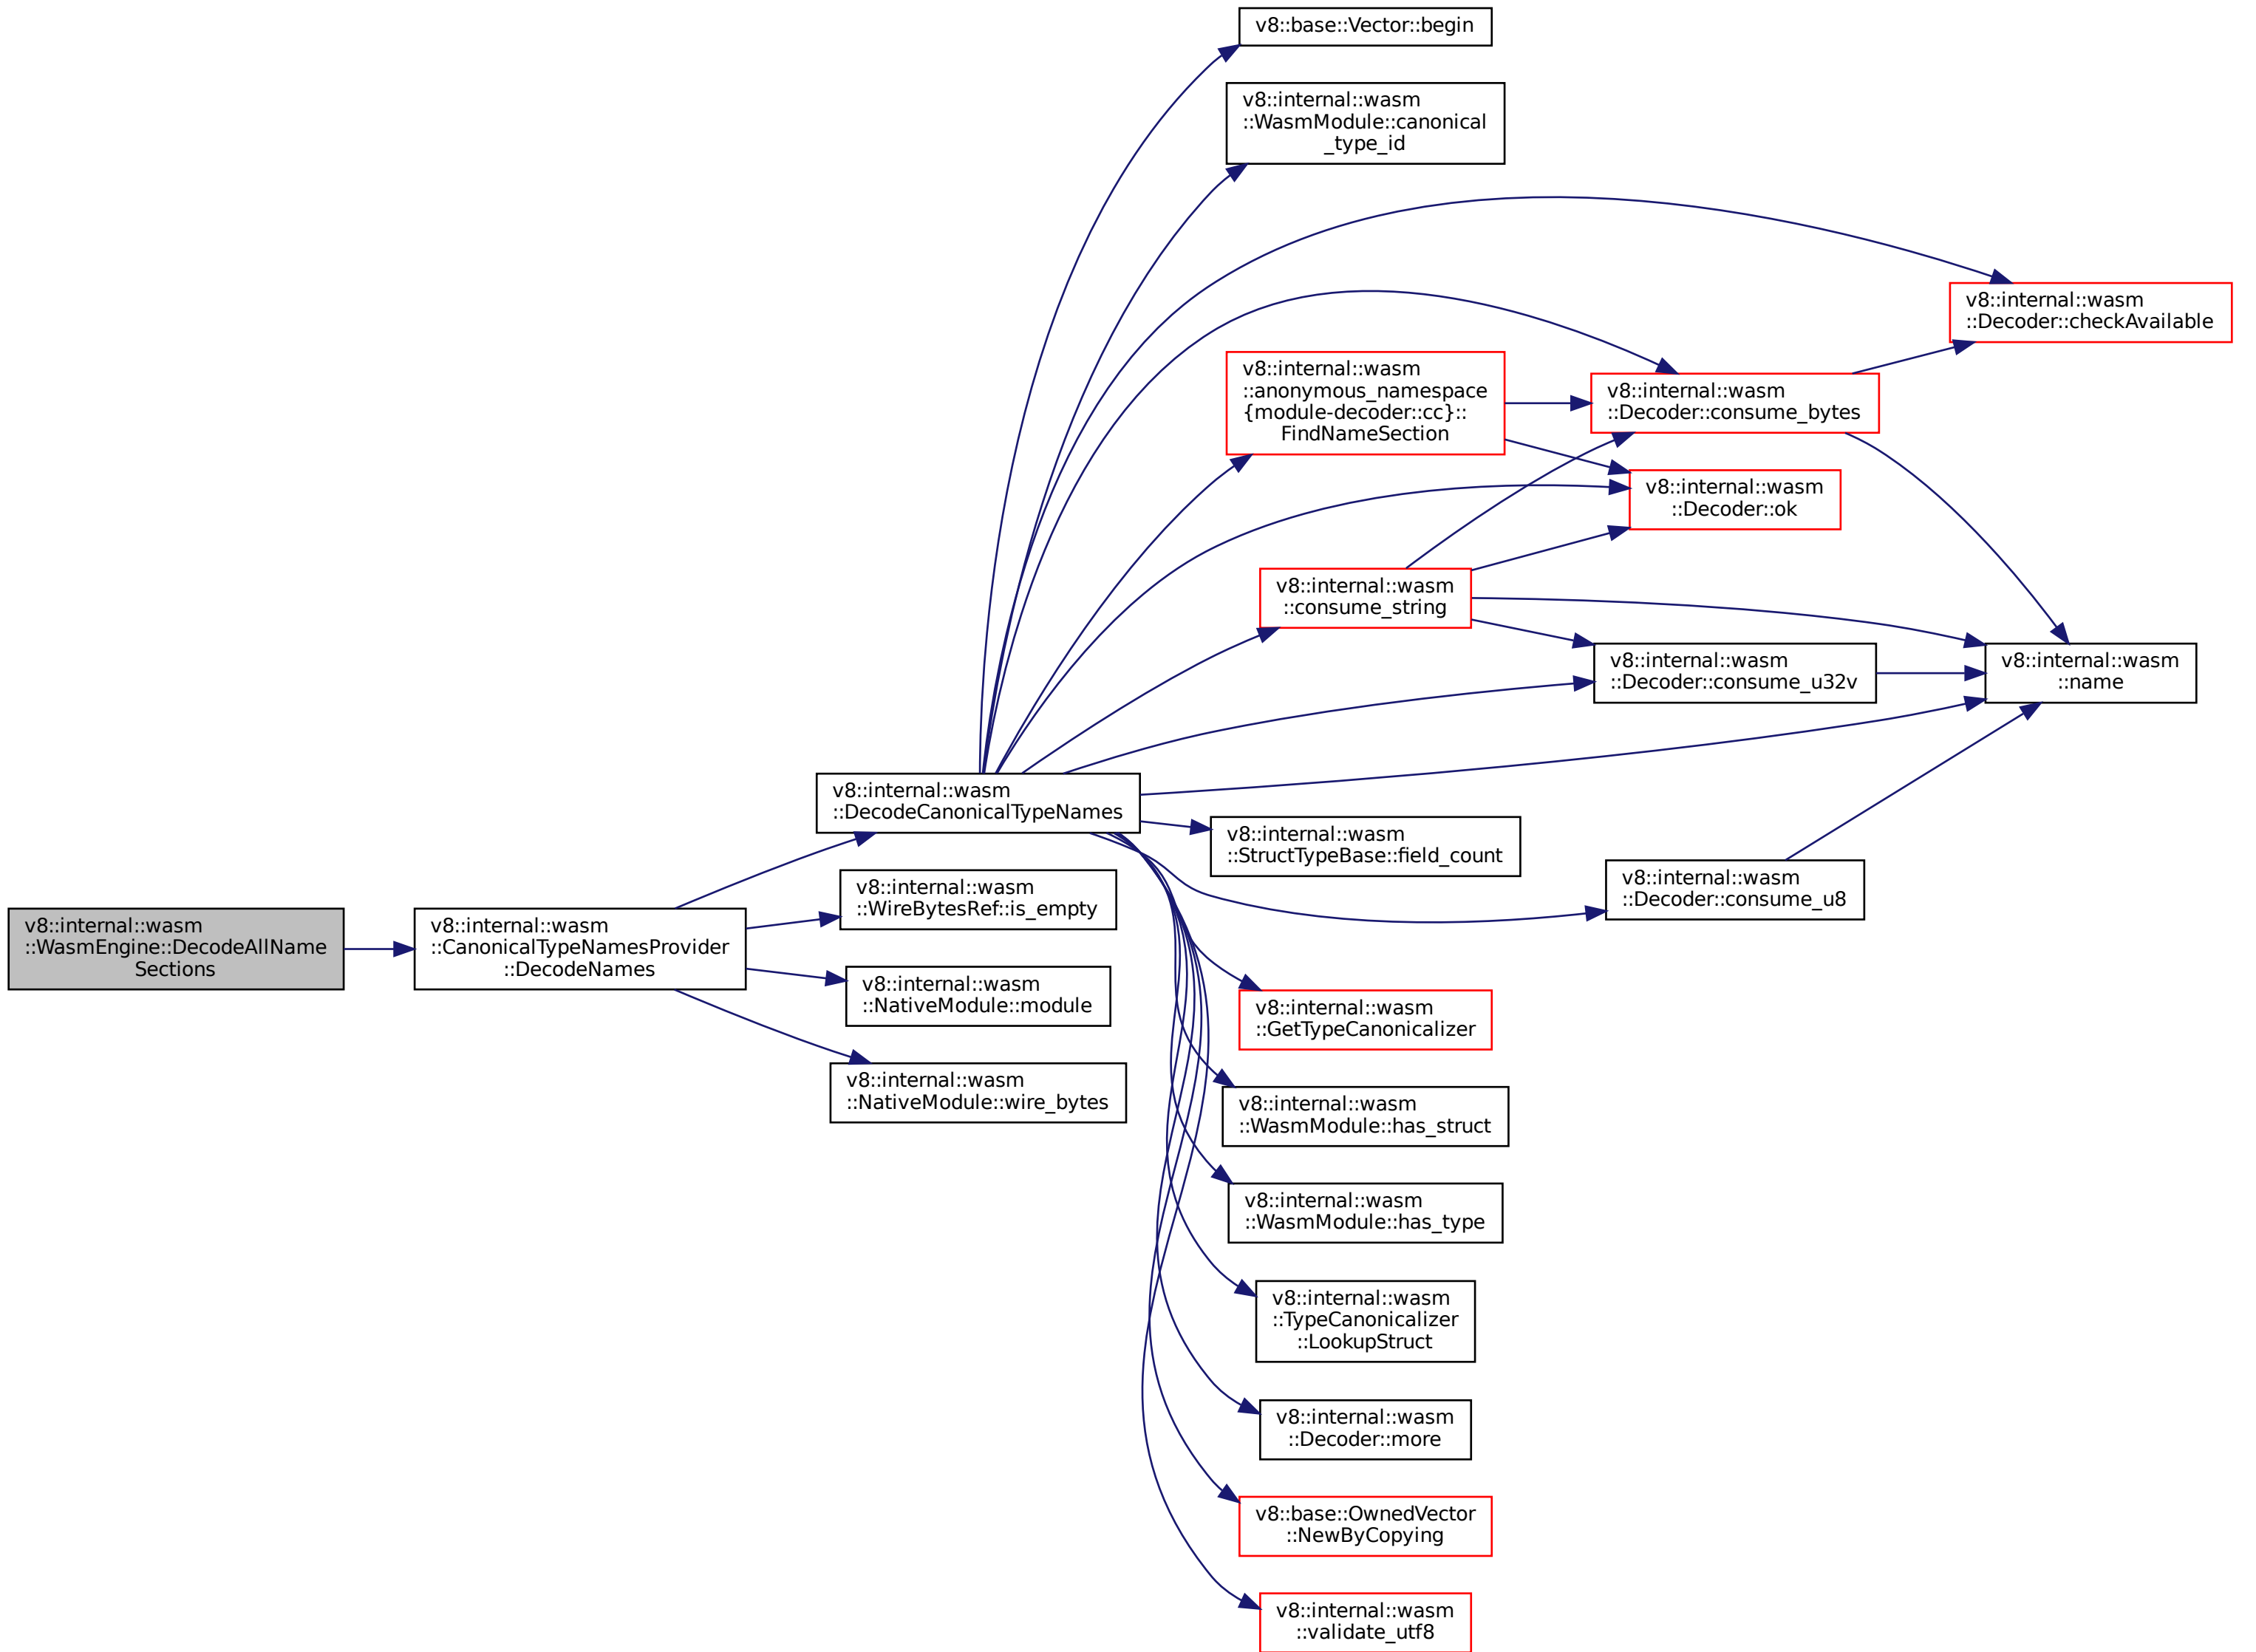 v8::base::Vector::begin
v8::internal::wasm
::WasmModule::canonical
_type_id
v8::internal::wasm
::Decoder::checkAvailable
v8::internal::wasm
::anonymous_namespace
{module-decoder::cc}::
FindNameSection
v8::internal::wasm
::Decoder::consume_bytes
v8::internal::wasm
::Decoder::ok
v8::internal::wasm
::consume_string
v8::internal::wasm
::Decoder::consume_u32v
v8::internal::wasm
::name
v8::internal::wasm
::DecodeCanonicalTypeNames
v8::internal::wasm
::StructTypeBase::field_count
v8::internal::wasm
::Decoder::consume_u8
v8::internal::wasm
::WireBytesRef::is_empty
v8::internal::wasm
::WasmEngine::DecodeAllName
Sections
v8::internal::wasm
::CanonicalTypeNamesProvider
::DecodeNames
v8::internal::wasm
::NativeModule::module
v8::internal::wasm
::GetTypeCanonicalizer
v8::internal::wasm
::NativeModule::wire_bytes
v8::internal::wasm
::WasmModule::has_struct
v8::internal::wasm
::WasmModule::has_type
v8::internal::wasm
::TypeCanonicalizer
::LookupStruct
v8::internal::wasm
::Decoder::more
v8::base::OwnedVector
::NewByCopying
v8::internal::wasm
::validate_utf8